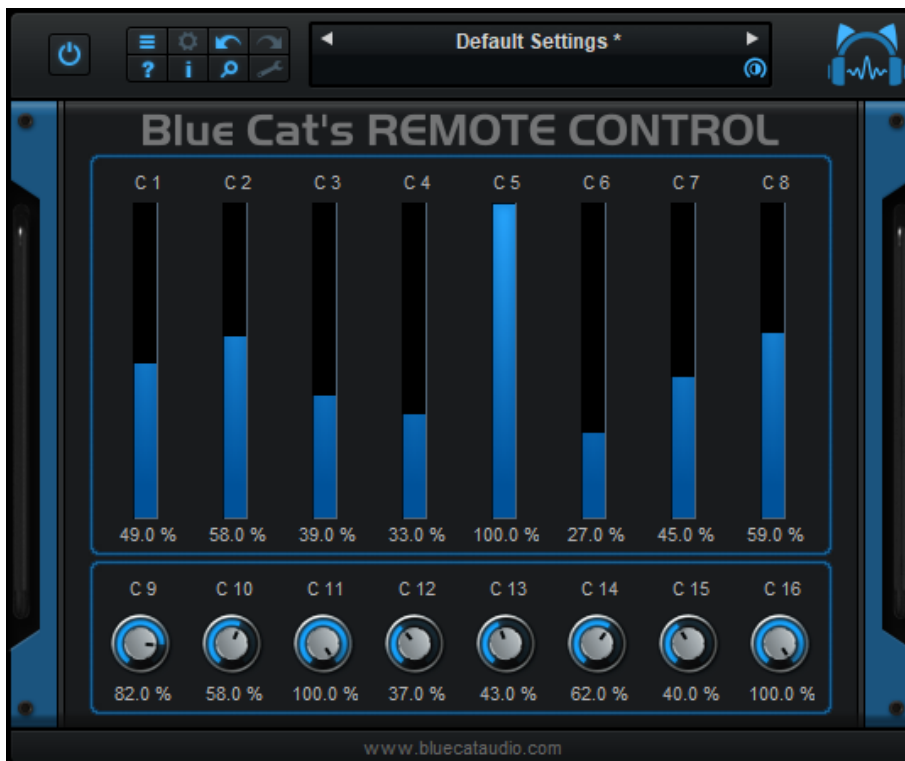 Default Settings *
? i
Blue Cat's REMOTE CONTROL
C 1 C 2 C 3 C 4 C 5 C 6 C 7 C 8
49.0 % 58.0 % 39.0 % 33.0 % 100.0 % 27.0 % 45.0 % 59.0 %
C 9 C 10 C 11 C 12 C 13 C 14 C 15 C 16
82.0 % 58.0 % 100.0 % 37.0 % 43.0 % 62.0 % 40.0 % 100.0 %
www.bluecataudio.com